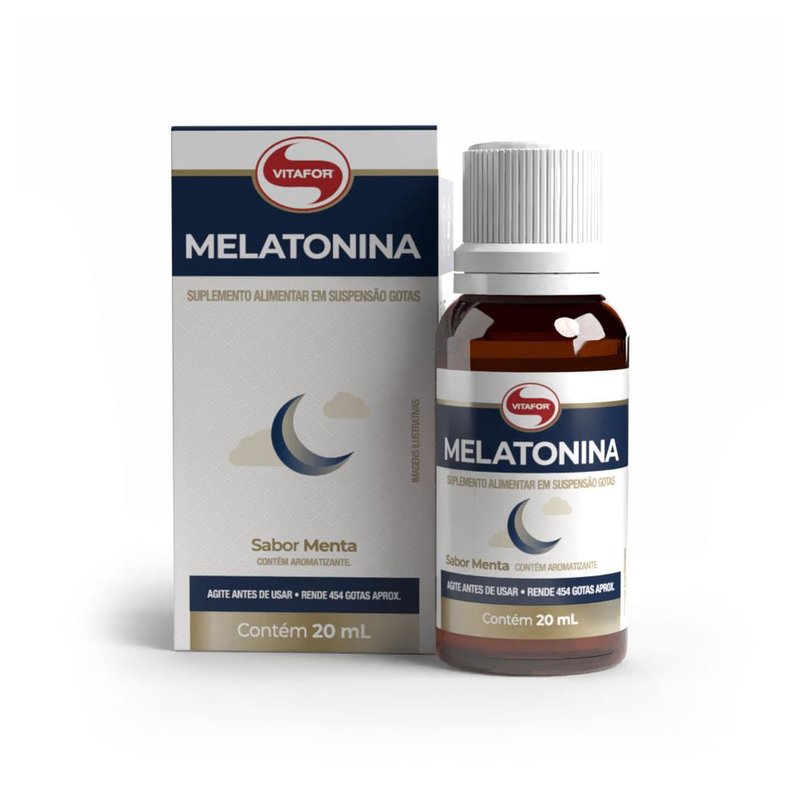 VITAFOR®
MELATONINA
SUPLEMENTO ALIMENTAR EM SUSPENSÃO GOTAS
IMAGENS ILUSTRATIVAS
Sabor Menta
CONTÉM AROMATIZANTE.
AGITE ANTES DE USAR • RENDE 454 GOTAS APROX.
Contém 20 mL
VITAFOR®
MELATONINA
SUPLEMENTO ALIMENTAR EM SUSPENSÃO GOTAS
Sabor Menta CONTÉM AROMATIZANTE.
AGITE ANTES DE USAR • RENDE 454 GOTAS APROX.
Contém 20 mL